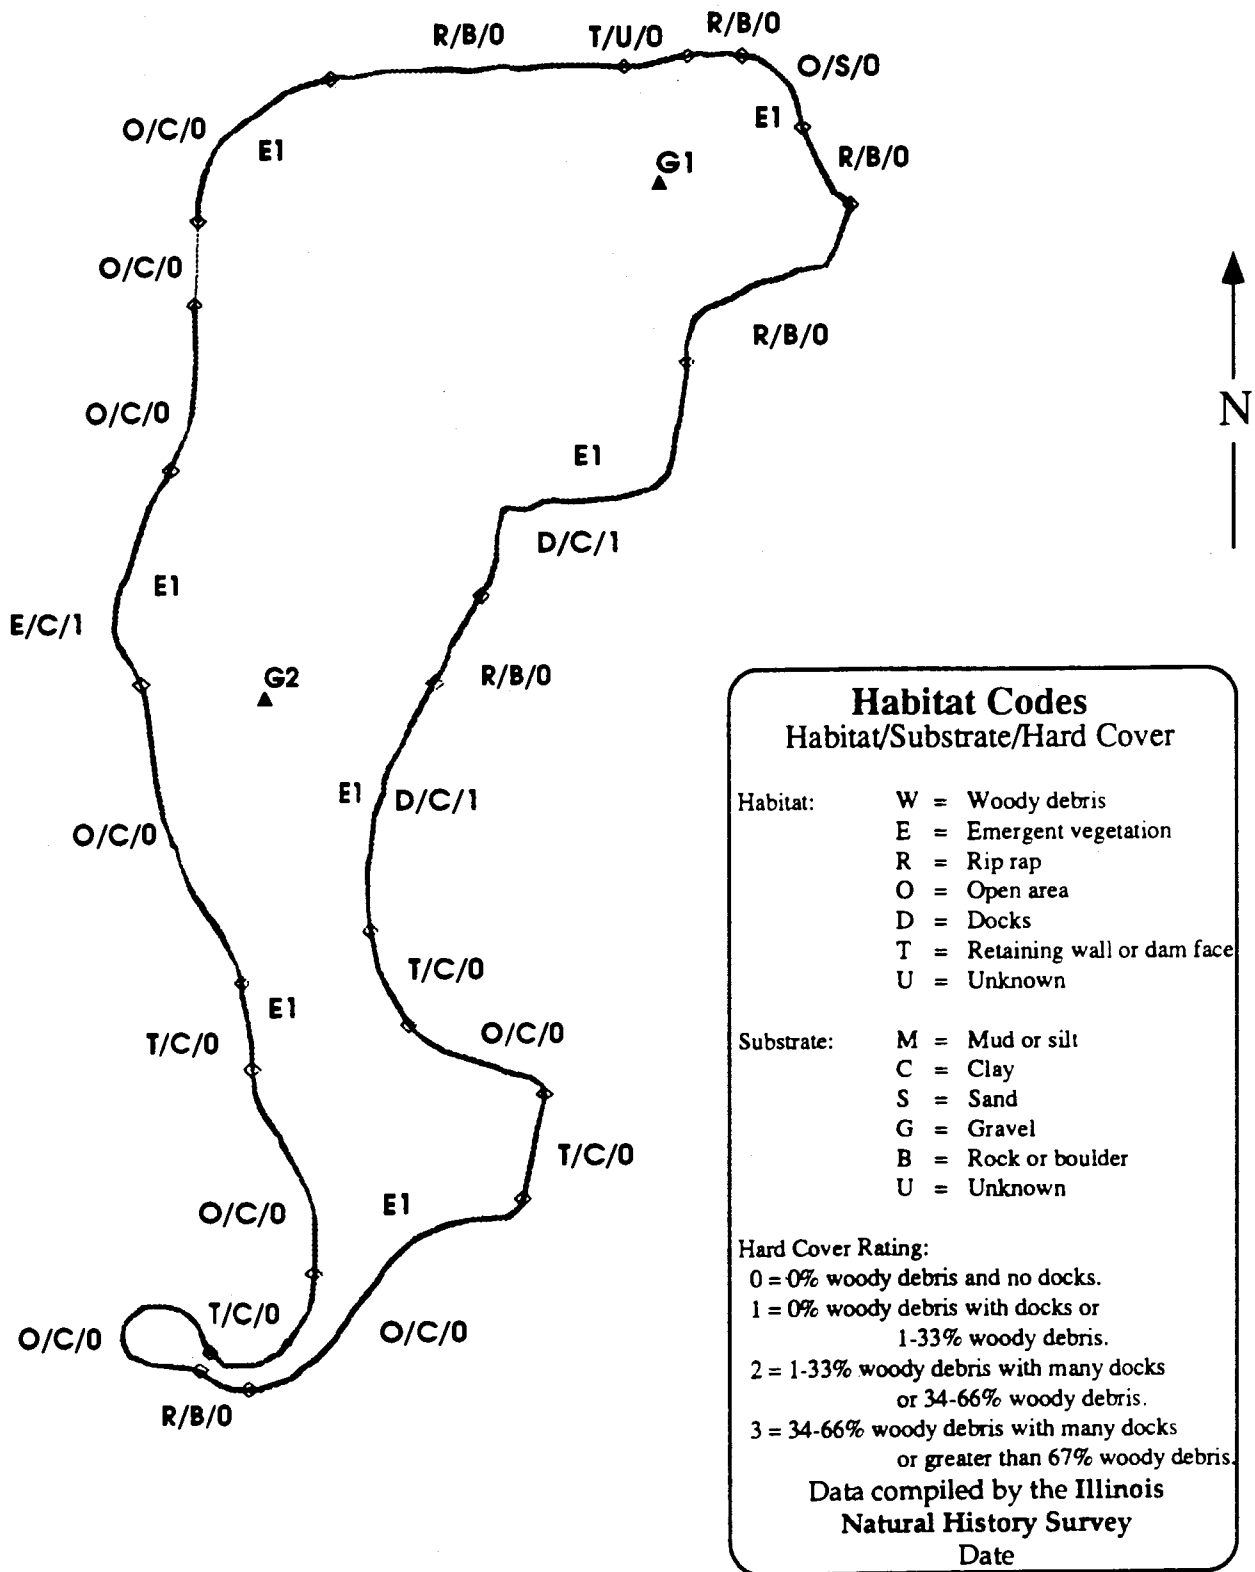 R/B/0
T/U/0
R/B/0
O/S/0
O/C/0
E1
E1
G1
R/B/0
O/C/0
R/B/0
N
O/C/0
E1
D/C/1
E1
E/C/1
G2
R/B/0
E1
D/C/1
O/C/0
T/C/0
E1
O/C/0
T/C/0
T/C/0
O/C/0
E1
T/C/0
O/C/0
O/C/0
R/B/0
Habitat Codes
Habitat/Substrate/Hard Cover
Habitat: W = Woody debris
E = Emergent vegetation
R = Rip rap
O = Open area
D = Docks
T = Retaining wall or dam face
U = Unknown
Substrate: M = Mud or silt
C = Clay
S = Sand
G = Gravel
B = Rock or boulder
U = Unknown
Hard Cover Rating:
0 = 0% woody debris and no docks.
1 = 0% woody debris with docks or
1-33% woody debris.
2 = 1-33% woody debris with many docks
or 34-66% woody debris.
3 = 34-66% woody debris with many docks
or greater than 67% woody debris.
Data compiled by the Illinois
Natural History Survey
Date